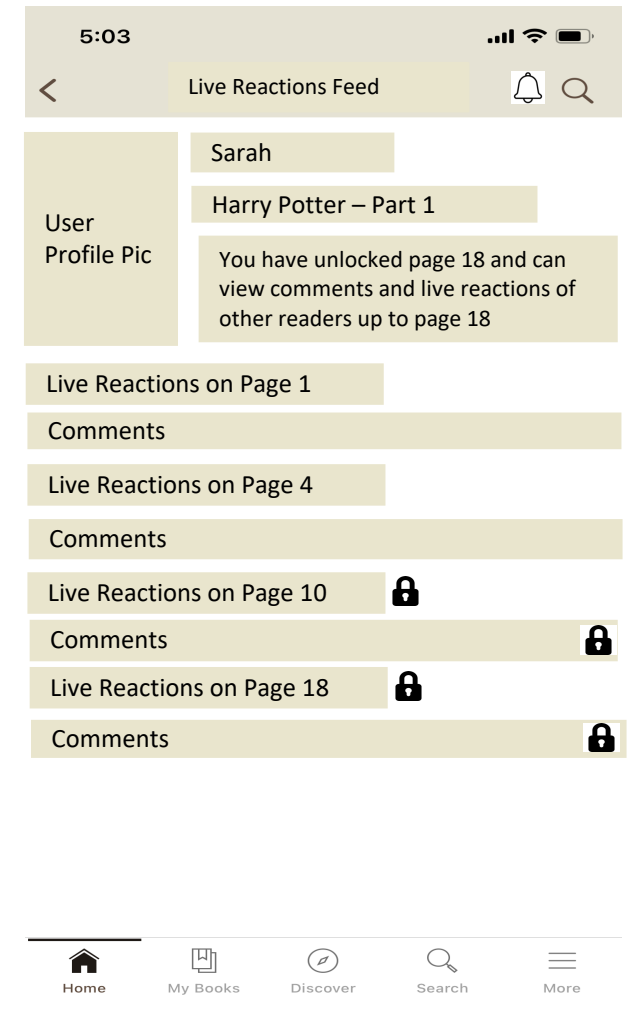 5:03
Live Reactions Feed
User
Profile Pic
Sarah
Harry Potter – Part 1
You have unlocked page 18 and can
view comments and live reactions of
other readers up to page 18
Live Reactions on Page 1
Comments
Live Reactions on Page 4
Comments
Live Reactions on Page 10
Comments
Live Reactions on Page 18
Comments
Home
My Books
Discover
Search
More